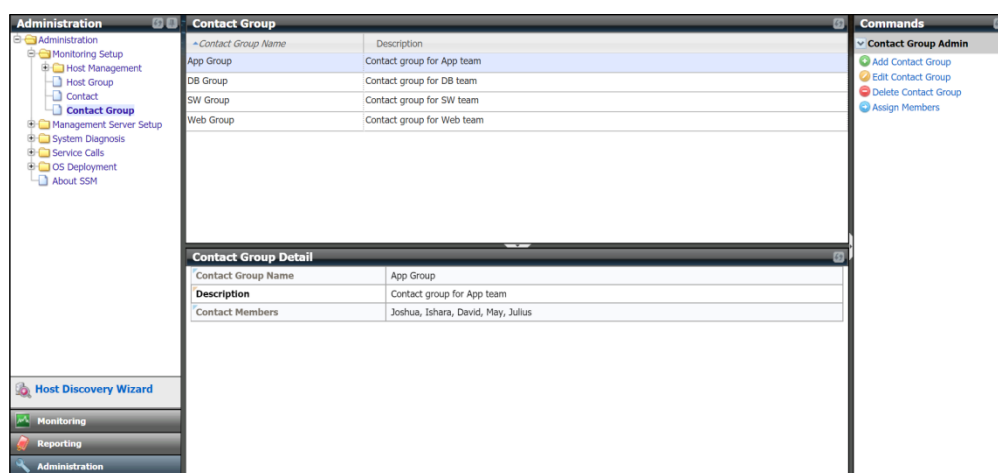 Administration
Administration
Monitoring Setup
Host Management
Host Group
Contact
Contact Group
Management Server Setup
System Diagnosis
Service Calls
OS Deployment
About SSM
Host Discovery Wizard
Monitoring
Reporting
Administration
Contact Group
Contact Group Name Description
App Group Contact group for App team
DB Group Contact group for DB team
SW Group Contact group for SW team
Web Group Contact group for Web team
Contact Group Detail
Contact Group Name App Group
Description Contact group for App team
Contact Members Joshua, Ishara, David, May, Julius
Commands
Contact Group Admin
Add Contact Group
Edit Contact Group
Delete Contact Group
Assign Members